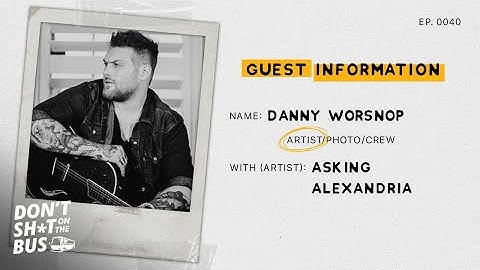 EP. 0040
GUEST INFORMATION
NAME: DANNY WORSNOP
ARTIST/PHOTO/CREW
WITH (ARTIST): ASKING
ALEXANDRIA
DON'T
SH*T ON THE
BUS